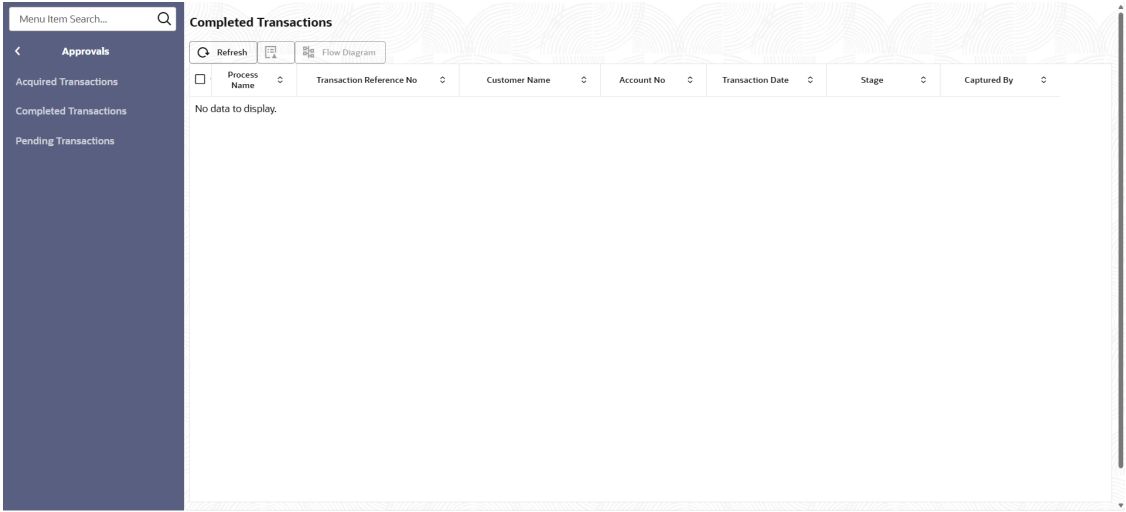 Menu Item Search...
Approvals
Acquired Transactions
Completed Transactions
Pending Transactions
Completed Transactions
Refresh
Flow Diagram
Process Name
Transaction Reference No
Customer Name
Account No
Transaction Date
Stage
Captured By
No data to display.